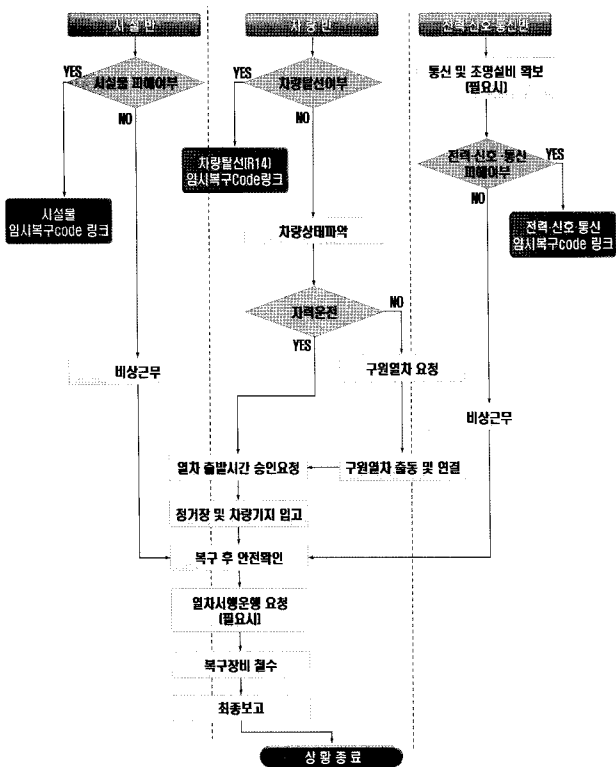 시 설 반
차 량 반
전력·신호·통신반
YES
시설물 피해여부
NO
시설물
임시복구code 링크
비상근무
YES
차량탈선여부
NO
차량탈선(R14)
임시복구Code링크
차량상태파악
자력운전
NO
YES
구원열차 요청
구원열차 출동 및 연결
열차 출발시간 승인요청
정거장 및 차량기지 입고
통신 및 조명설비 확보
(필요시)
전력·신호·통신
피해여부
YES
NO
전력·신호·통신
임시복구code 링크
비상근무
복구 후 안전확인
열차서행운행 요청
(필요시)
복구장비 철수
최종보고
상 황 종 료